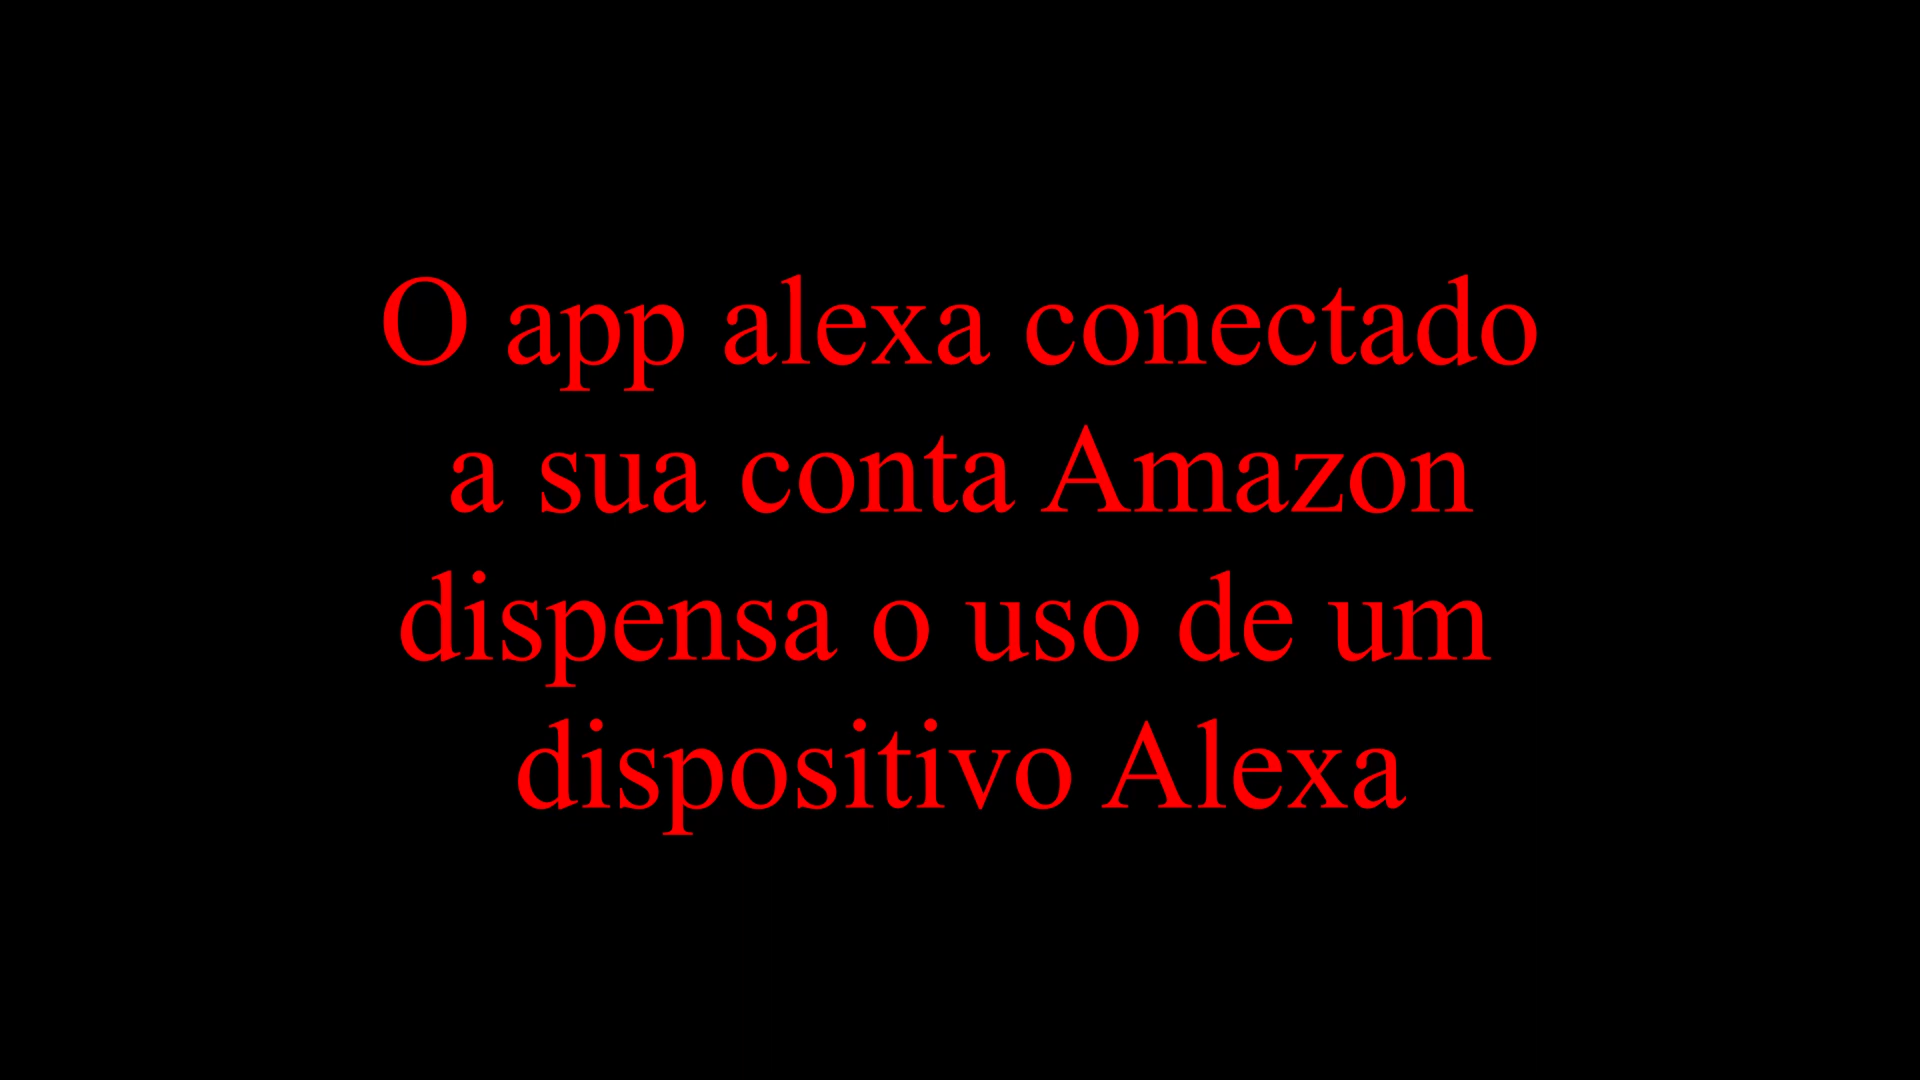 O app alexa conectado
a sua conta Amazon
dispensa o uso de um
dispositivo Alexa